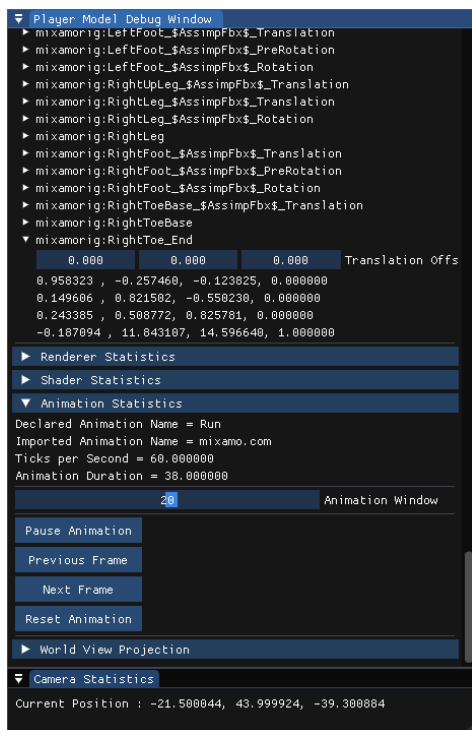 Player Model Debug Window
mixamorig:LeftFoot_$AssimpFbx$_Translation
mixamorig:LeftFoot_$AssimpFbx$_PreRotation
mixamorig:LeftFoot_$AssimpFbx$_Rotation
mixamorig:RightUpLeg_$AssimpFbx$_Translation
mixamorig:RightLeg_$AssimpFbx$_Translation
mixamorig:RightLeg_$AssimpFbx$_Rotation
mixamorig:RightLeg
mixamorig:RightFoot_$AssimpFbx$_Translation
mixamorig:RightFoot_$AssimpFbx$_PreRotation
mixamorig:RightFoot_$AssimpFbx$_Rotation
mixamorig:RightToeBase_$AssimpFbx$_Translation
mixamorig:RightToeBase
mixamorig:RightToe_End
0.000 0.000 0.000 Translation Offs
0.958323 , -0.257460, -0.123825, 0.000000
0.149606 , 0.821502, -0.550230, 0.000000
0.243385 , 0.508772, 0.825781, 0.000000
-0.187094 , 11.843107, 14.596640, 1.000000
Renderer Statistics
Shader Statistics
Animation Statistics
Declared Animation Name = Run
Imported Animation Name = mixamo.com
Ticks per Second = 60.000000
Animation Duration = 38.000000
20 Animation Window
Pause Animation
Previous Frame
Next Frame
Reset Animation
World View Projection
Camera Statistics
Current Position : -21.500044, 43.999924, -39.300884